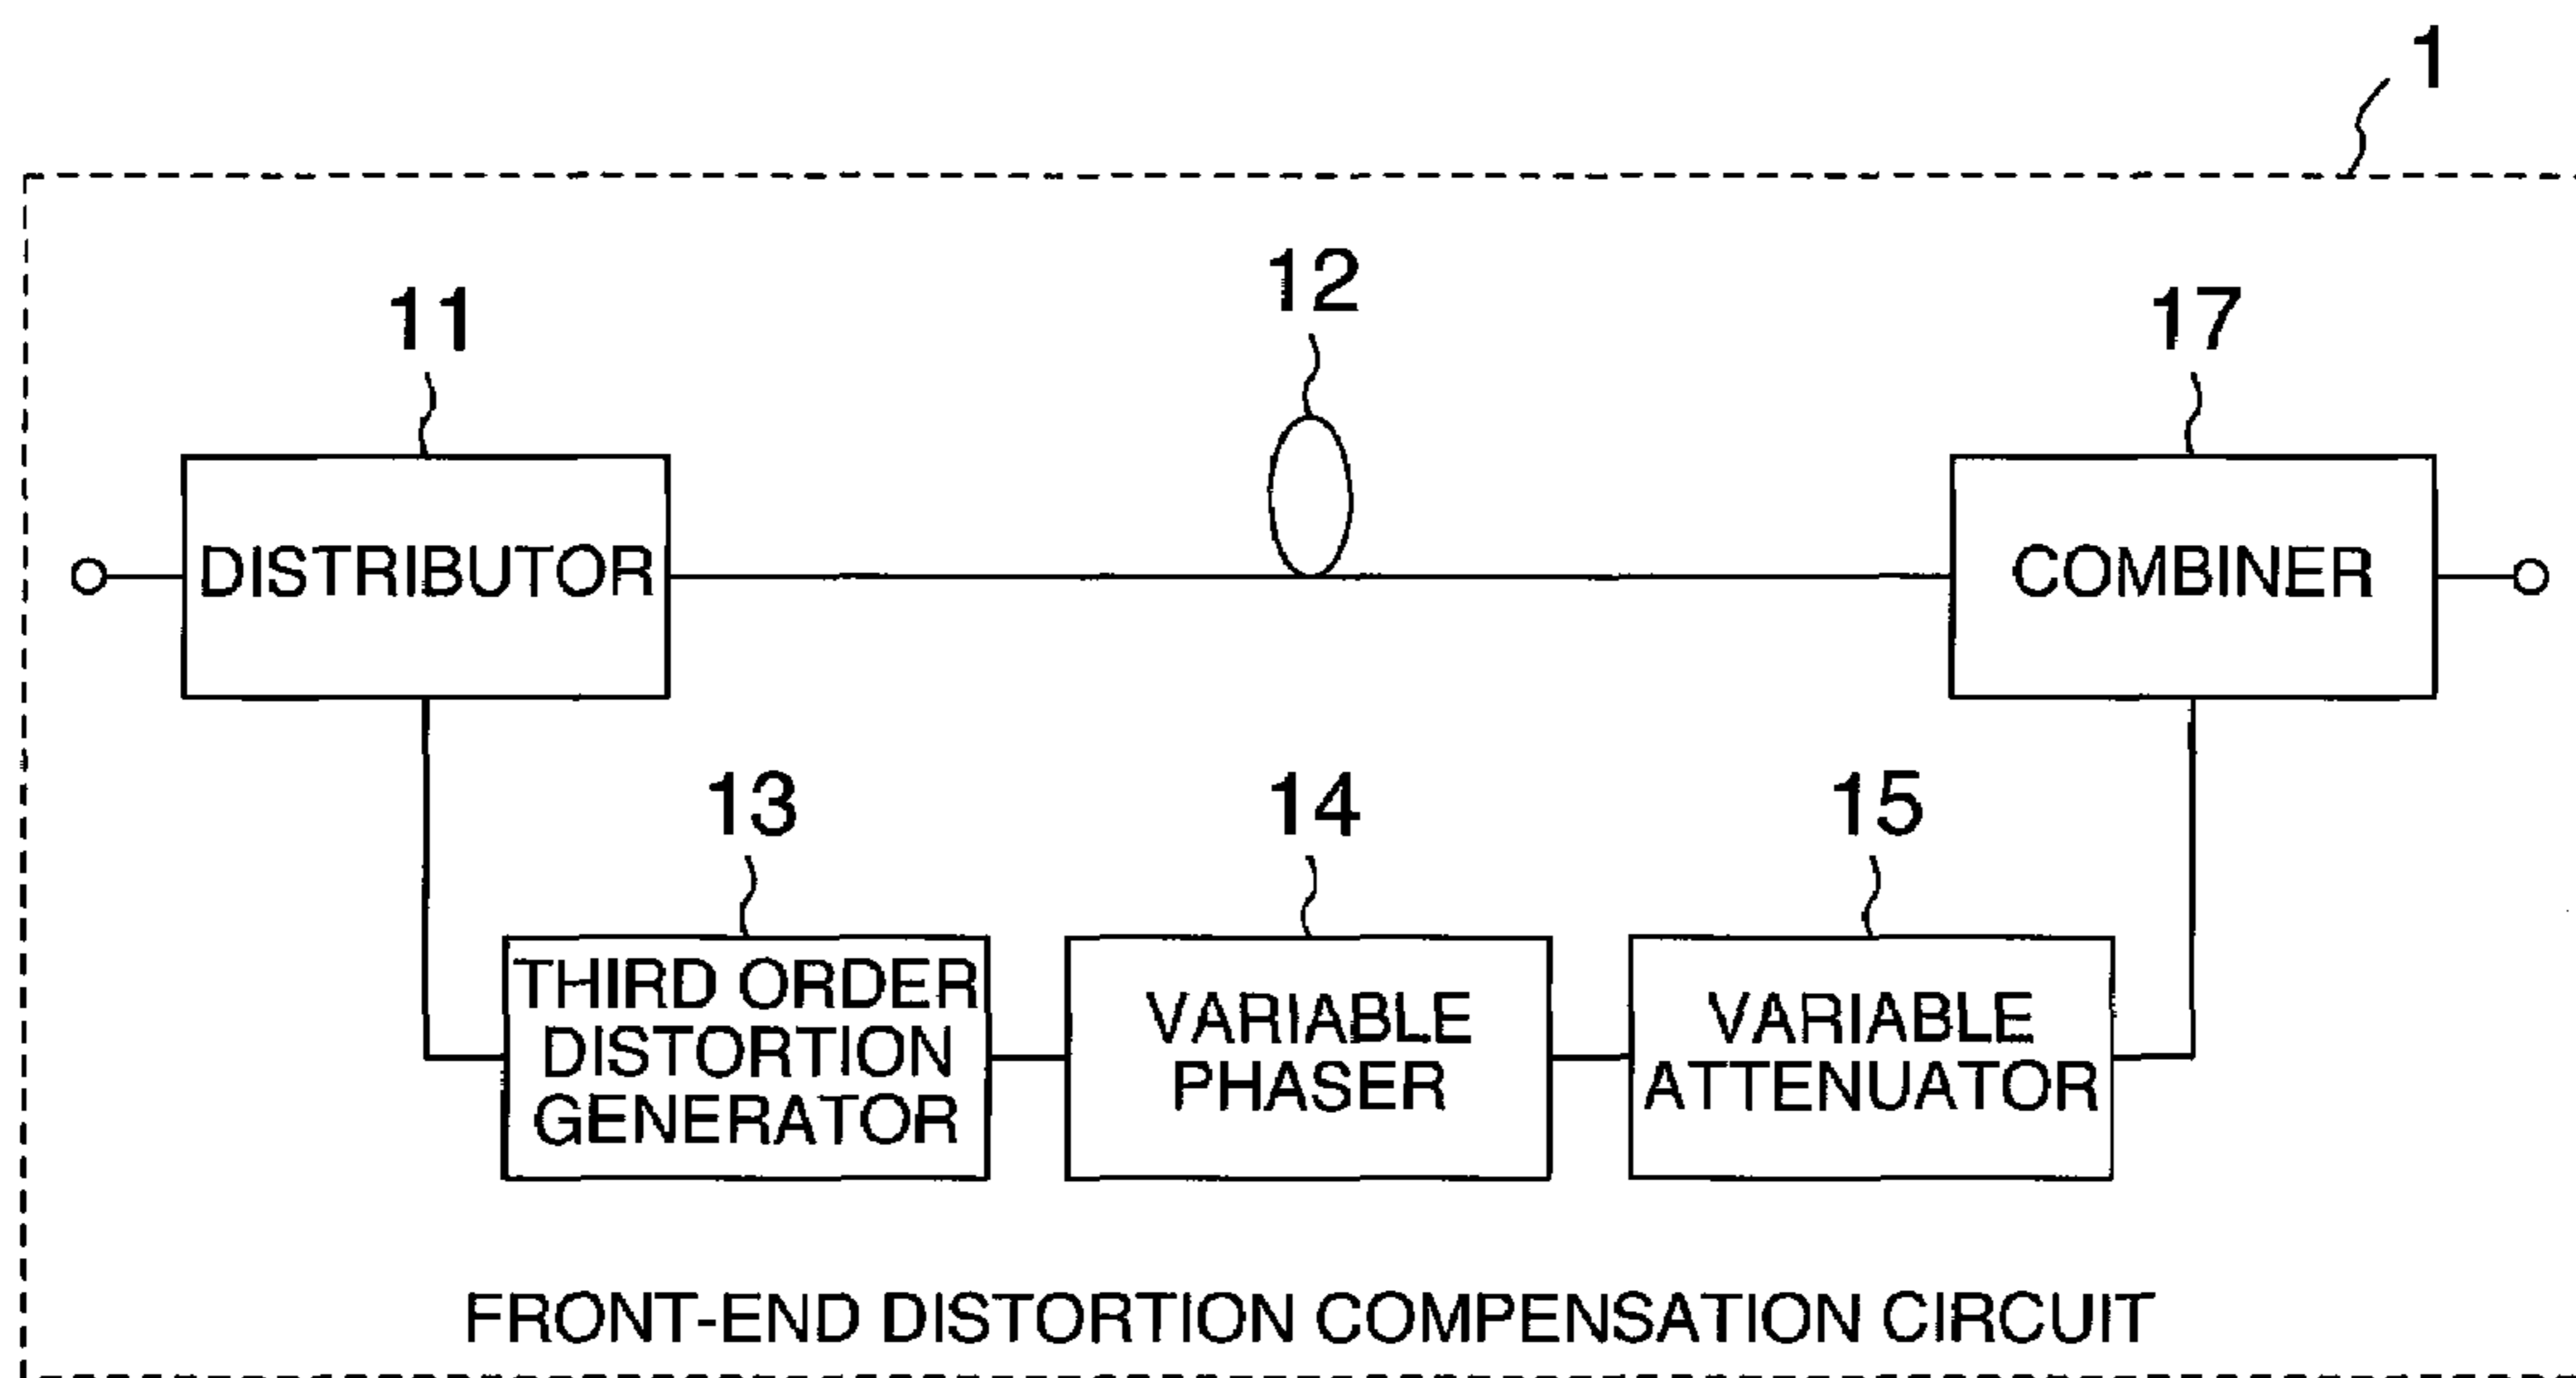 1
12
11
17
DISTRIBUTOR
COMBINER
13
14
15
THIRD ORDER
DISTORTION
GENERATOR
VARIABLE
PHASER
VARIABLE
ATTENUATOR
FRONT-END DISTORTION COMPENSATION CIRCUIT